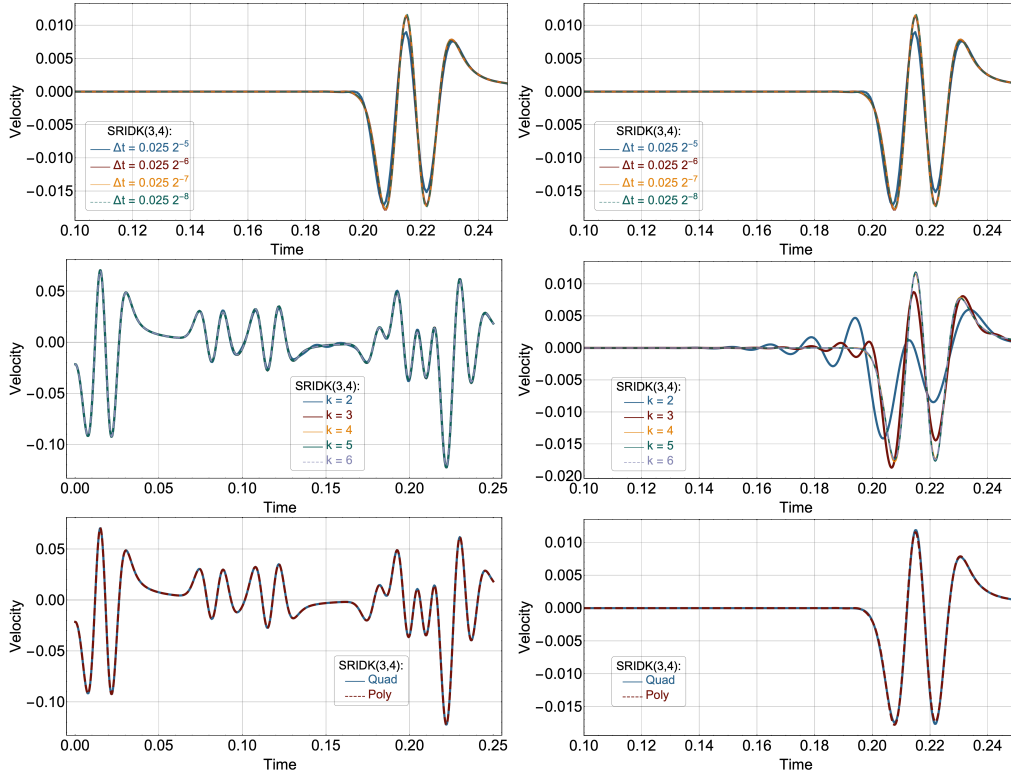 0.010
0.005
0.000
−0.005
−0.010
−0.015
Velocity
SRIDK(3,4):
Δt = 0.025 2⁻⁵
Δt = 0.025 2⁻⁶
Δt = 0.025 2⁻⁷
Δt = 0.025 2⁻⁸
0.10 0.12 0.14 0.16 0.18 0.20 0.22 0.24
Time
0.010
0.005
0.000
−0.005
−0.010
−0.015
Velocity
SRIDK(3,4):
Δt = 0.025 2⁻⁵
Δt = 0.025 2⁻⁶
Δt = 0.025 2⁻⁷
Δt = 0.025 2⁻⁸
0.10 0.12 0.14 0.16 0.18 0.20 0.22 0.24
Time
0.05
0.00
−0.05
−0.10
Velocity
SRIDK(3,4):
k = 2
k = 3
k = 4
k = 5
k = 6
0.00 0.05 0.10 0.15 0.20 0.25
Time
0.010
0.005
0.000
−0.005
−0.010
−0.015
−0.020
Velocity
SRIDK(3,4):
k = 2
k = 3
k = 4
k = 5
k = 6
0.10 0.12 0.14 0.16 0.18 0.20 0.22 0.24
Time
0.05
0.00
−0.05
−0.10
Velocity
SRIDK(3,4):
Quad
Poly
0.00 0.05 0.10 0.15 0.20 0.25
Time
0.010
0.005
0.000
−0.005
−0.010
−0.015
Velocity
SRIDK(3,4):
Quad
Poly
0.10 0.12 0.14 0.16 0.18 0.20 0.22 0.24
Time